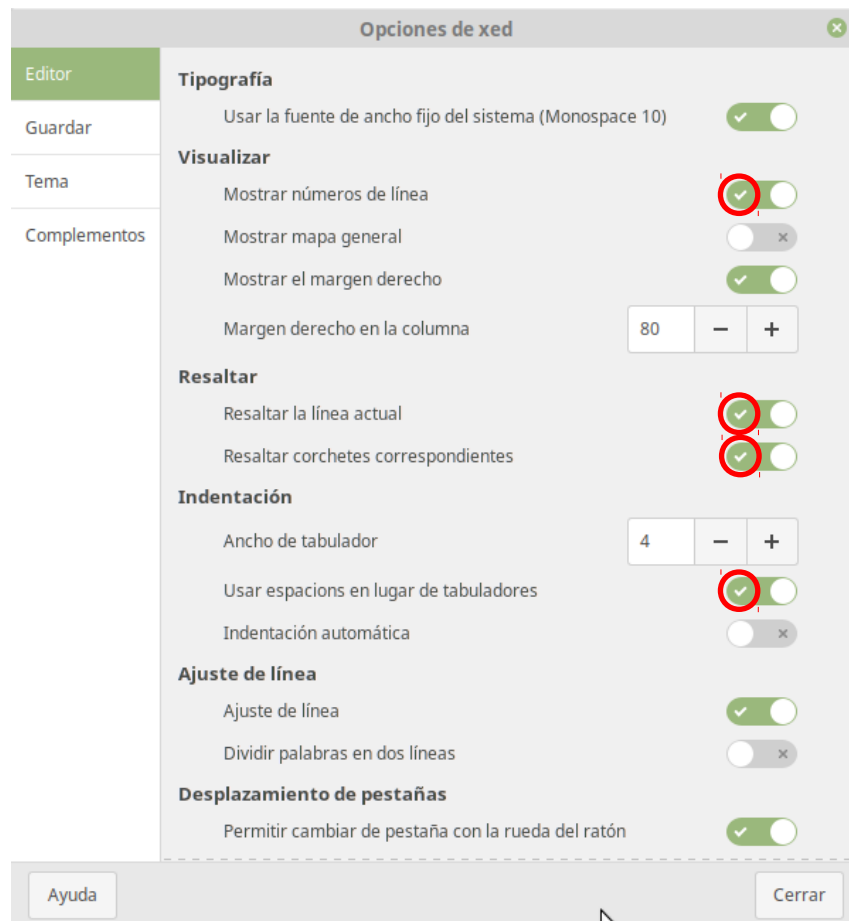 Opciones de xed
Editor
Guardar
Tema
Complementos
Tipografía
Usar la fuente de ancho fijo del sistema (Monospace 10)
Visualizar
Mostrar números de línea
Mostrar mapa general
Mostrar el margen derecho
Margen derecho en la columna 80 − +
Resaltar
Resaltar la línea actual
Resaltar corchetes correspondientes
Indentación
Ancho de tabulador 4 − +
Usar espacions en lugar de tabuladores
Indentación automática
Ajuste de línea
Ajuste de línea
Dividir palabras en dos líneas
Desplazamiento de pestañas
Permitir cambiar de pestaña con la rueda del ratón
Ayuda Cerrar